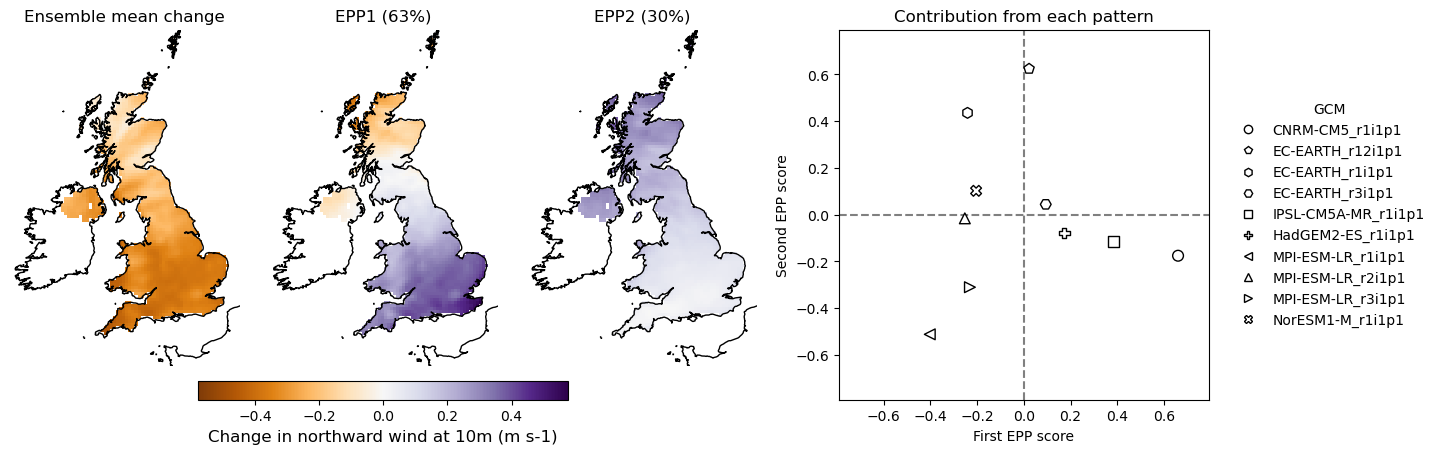 Ensemble mean change
EPP1 (63%)
EPP2 (30%)
−0.4
−0.2
0.0
0.2
0.4
Change in northward wind at 10m (m s-1)
Contribution from each pattern
Second EPP score
0.6
0.4
0.2
0.0
−0.2
−0.4
−0.6
−0.6
−0.4
−0.2
0.0
0.2
0.4
0.6
First EPP score
GCM
CNRM-CM5_r1i1p1
EC-EARTH_r12i1p1
EC-EARTH_r1i1p1
EC-EARTH_r3i1p1
IPSL-CM5A-MR_r1i1p1
HadGEM2-ES_r1i1p1
MPI-ESM-LR_r1i1p1
MPI-ESM-LR_r2i1p1
MPI-ESM-LR_r3i1p1
NorESM1-M_r1i1p1